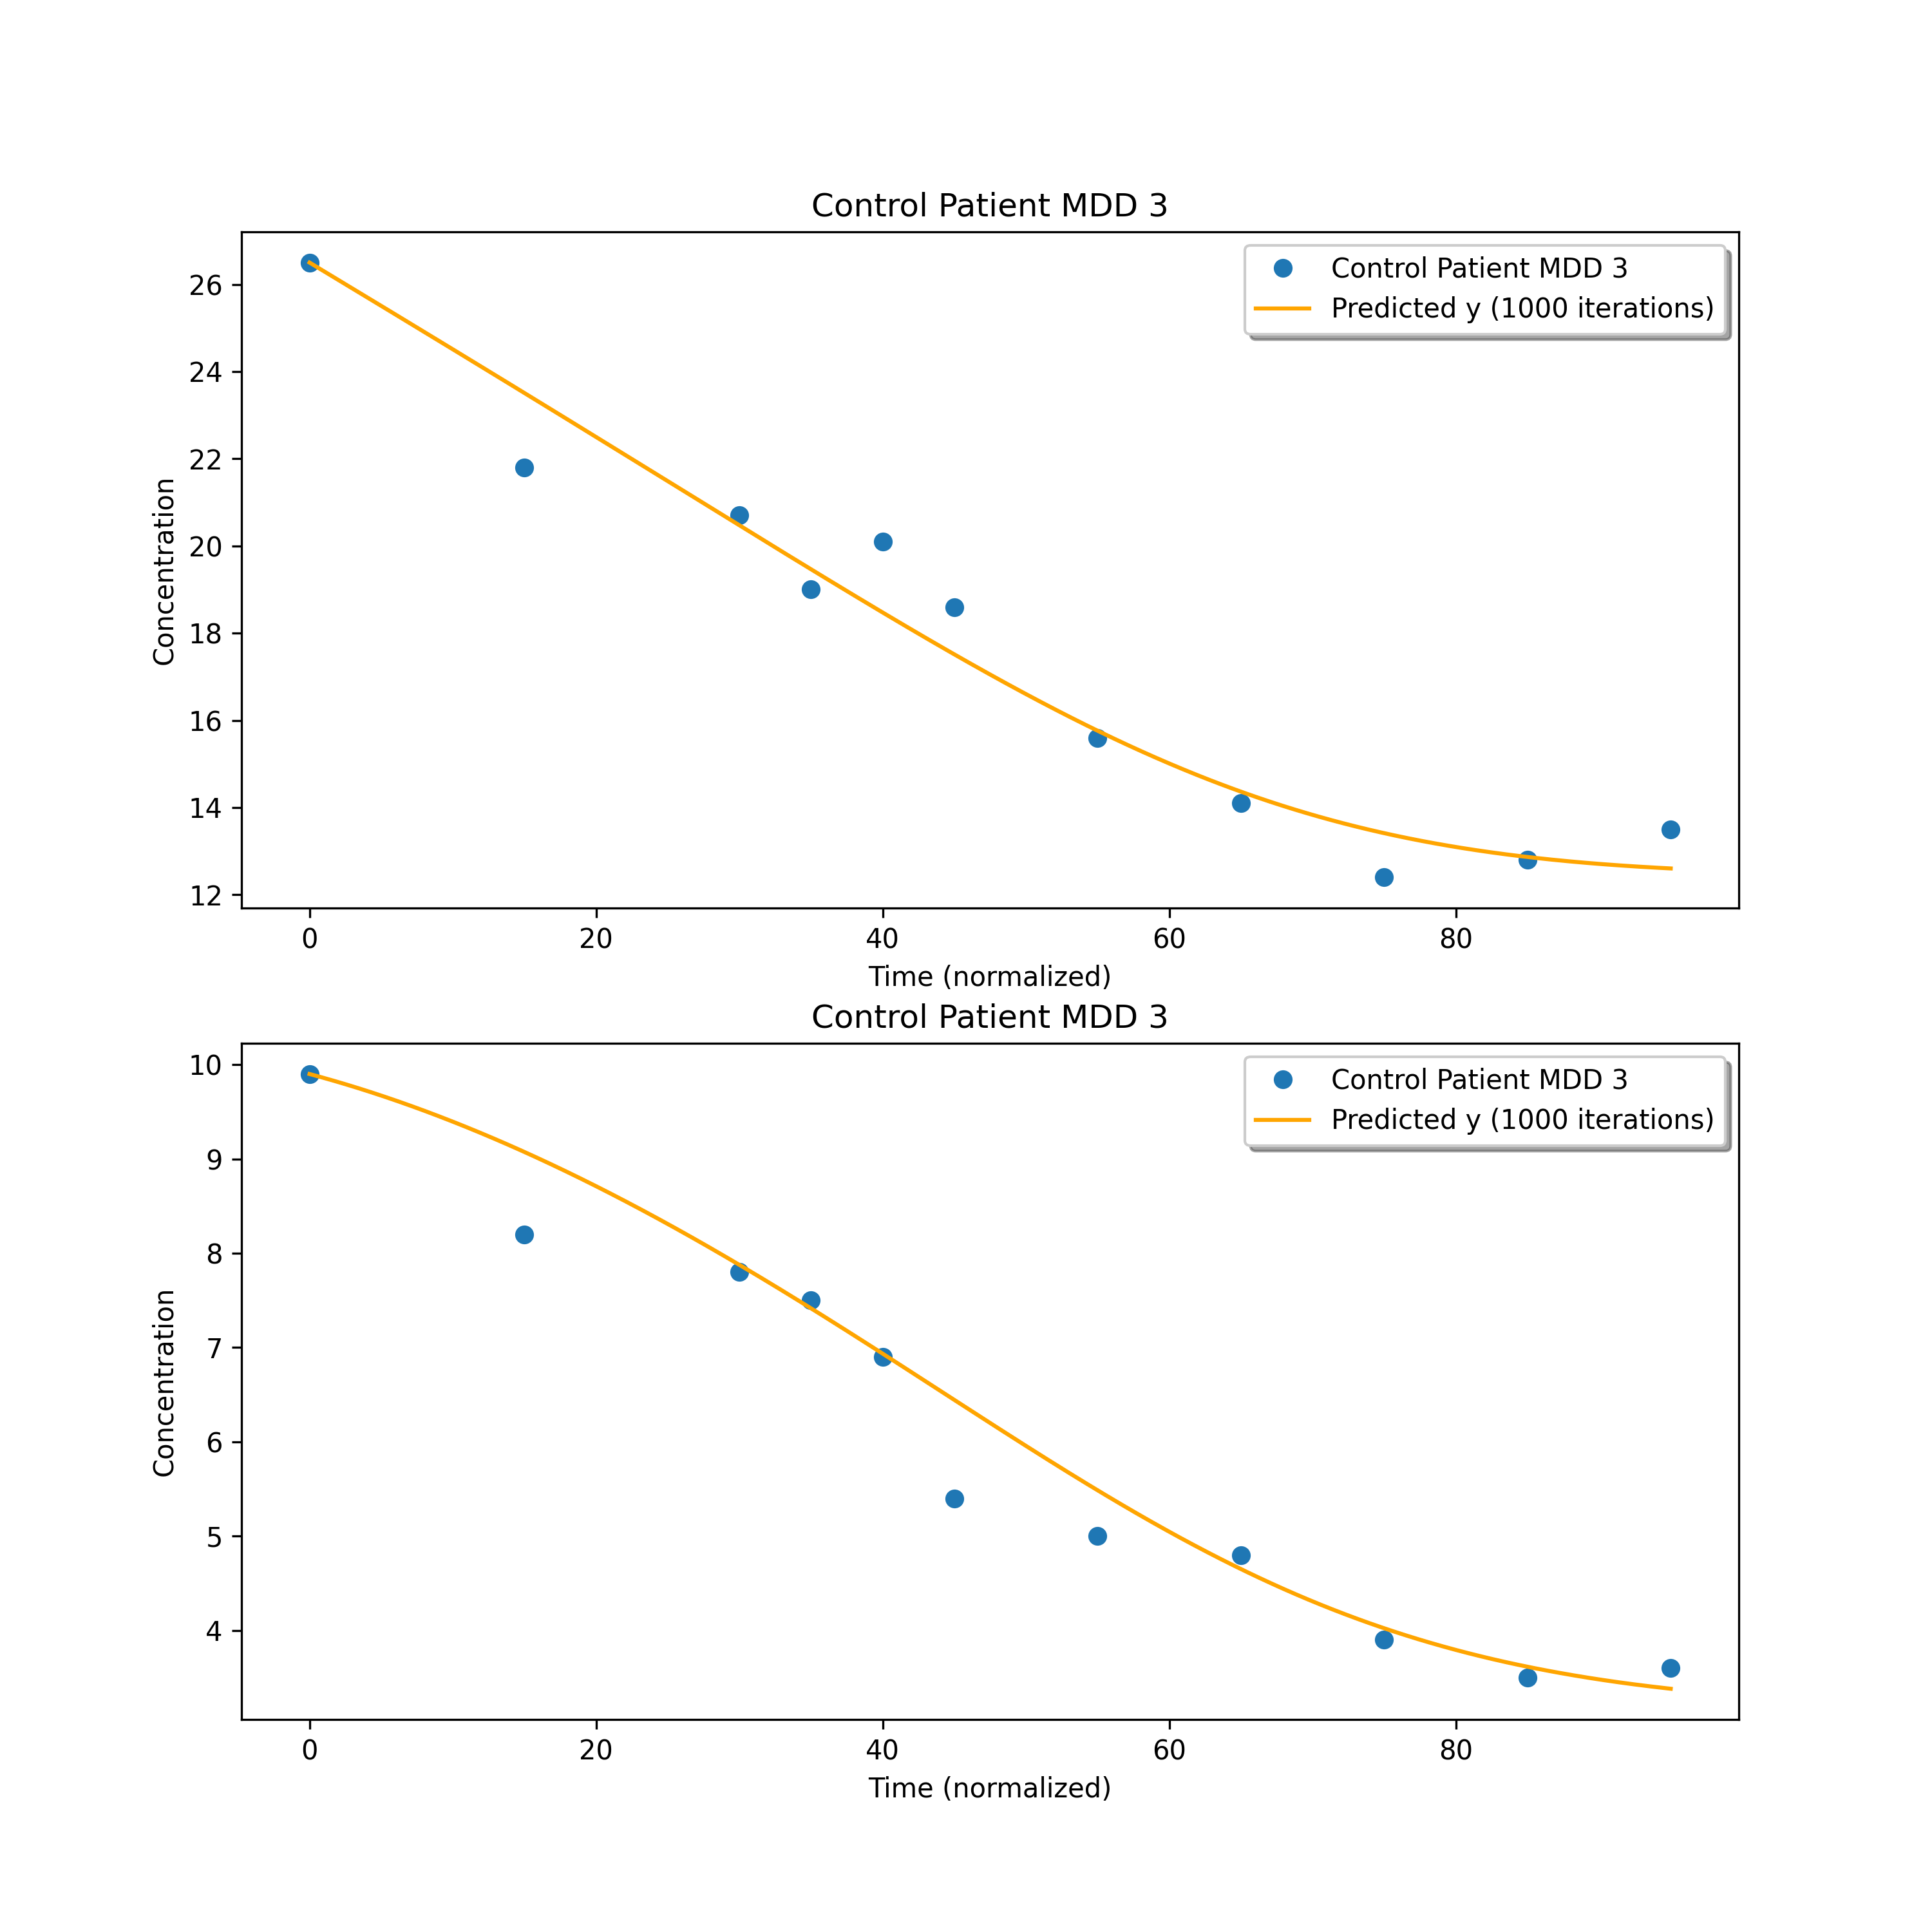 Control Patient MDD 3
Control Patient MDD 3
Predicted y (1000 iterations)
26
24
22
20
18
16
14
12
Concentration
0 20 40 60 80
Time (normalized)
Control Patient MDD 3
Control Patient MDD 3
Predicted y (1000 iterations)
10
9
8
7
6
5
4
Concentration
0 20 40 60 80
Time (normalized)